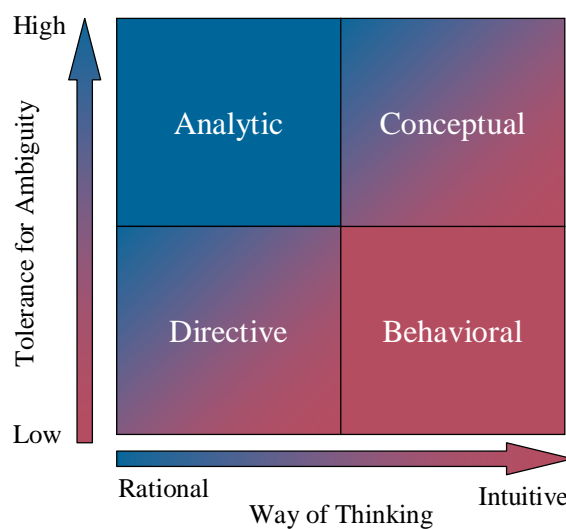 High
Tolerance for Ambiguity
Low
Analytic
Conceptual
Directive
Behavioral
Rational
Intuitive
Way of Thinking